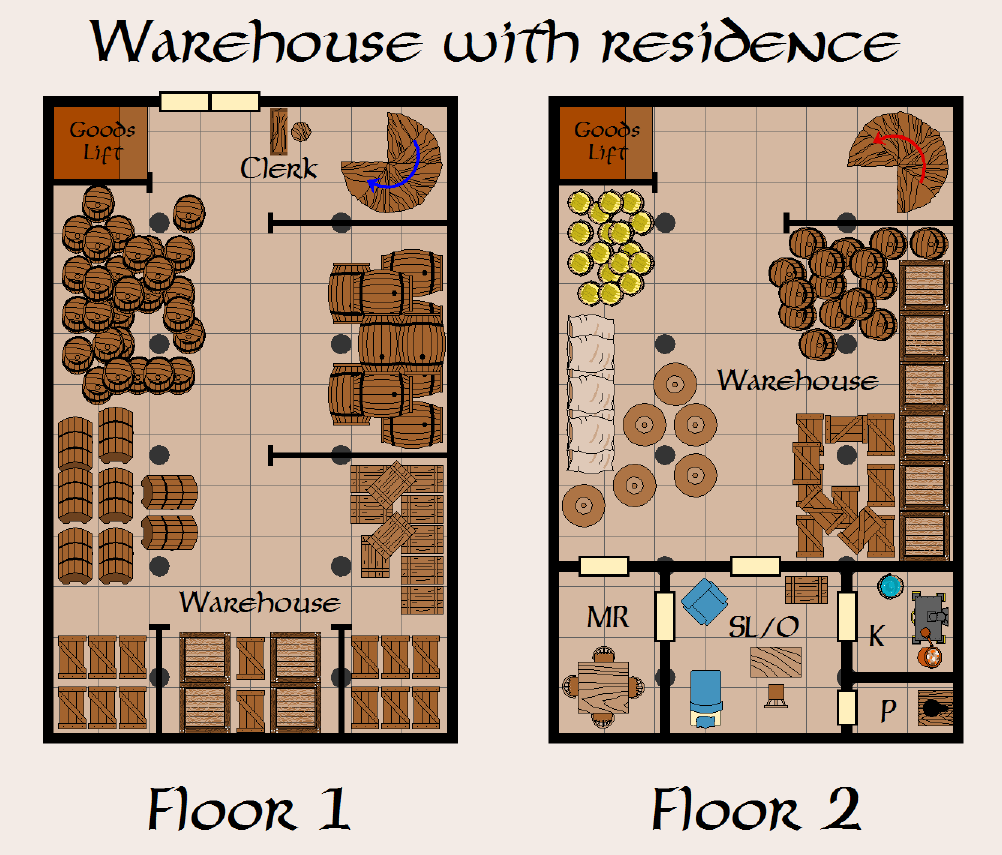 Warehouse with residence
Goods
Lift
Clerk
Warehouse
Floor 1
Goods
Lift
Warehouse
MR
SL/O
K
P
Floor 2